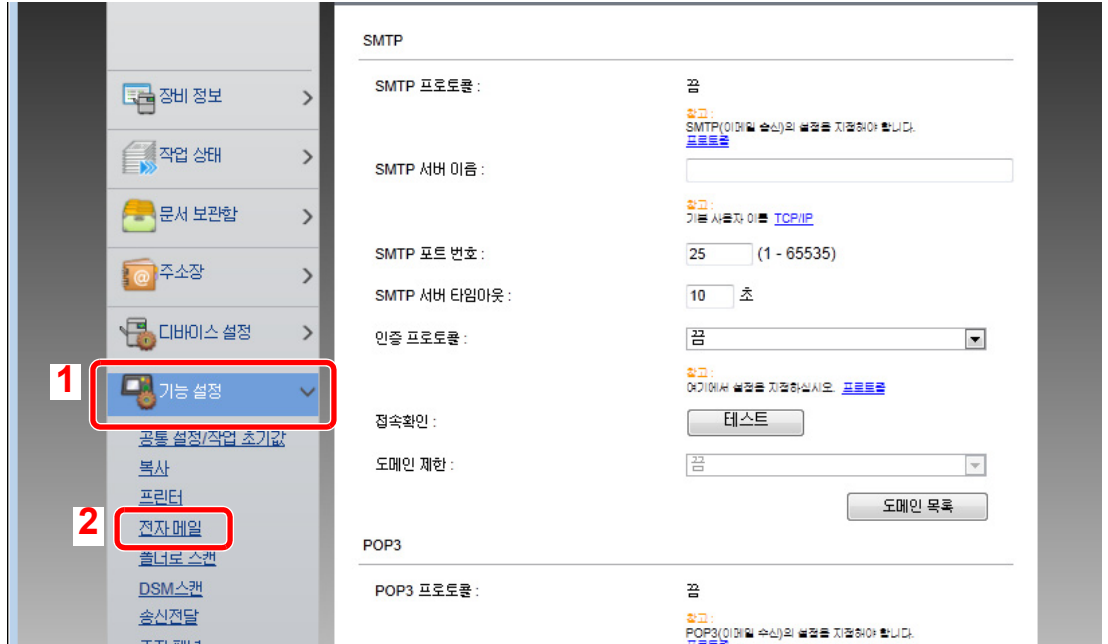 장비 정보
작업 상태
문서 보관함
주소장
디바이스 설정
1
기능 설정
공통 설정/작업 초기값
복사
프린터
2
전자 메일
폴더로 스캔
DSM스캔
송신전달
SMTP
SMTP 프로토콜 :
끔
참고 :
SMTP(이메일 송신)의 설정을 지정해야 합니다.
프로토콜
SMTP 서버 이름 :
참고 :
기본 사용자 이름 TCP/IP
SMTP 포트 번호 :
25 (1 - 65535)
SMTP 서버 타임아웃 :
10 초
인증 프로토콜 :
끔
참고 :
여기에서 설정을 지정하십시오. 프로토콜
접속확인 :
테스트
도메인 제한 :
끔
도메인 목록
POP3
POP3 프로토콜 :
끔
참고 :
POP3(이메일 수신)의 설정을 지정해야 합니다.